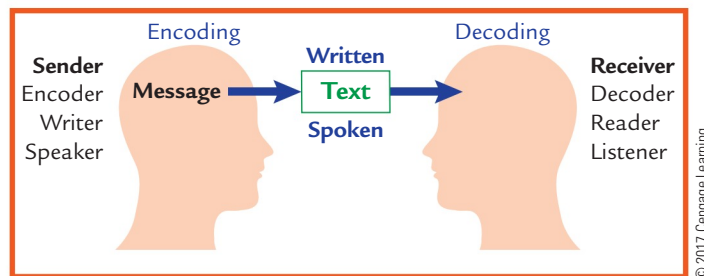 Encoding
Decoding
Sender
Encoder
Writer
Speaker
Message
Written
Text
Spoken
Receiver
Decoder
Reader
Listener
© 2017 Cengage Learning